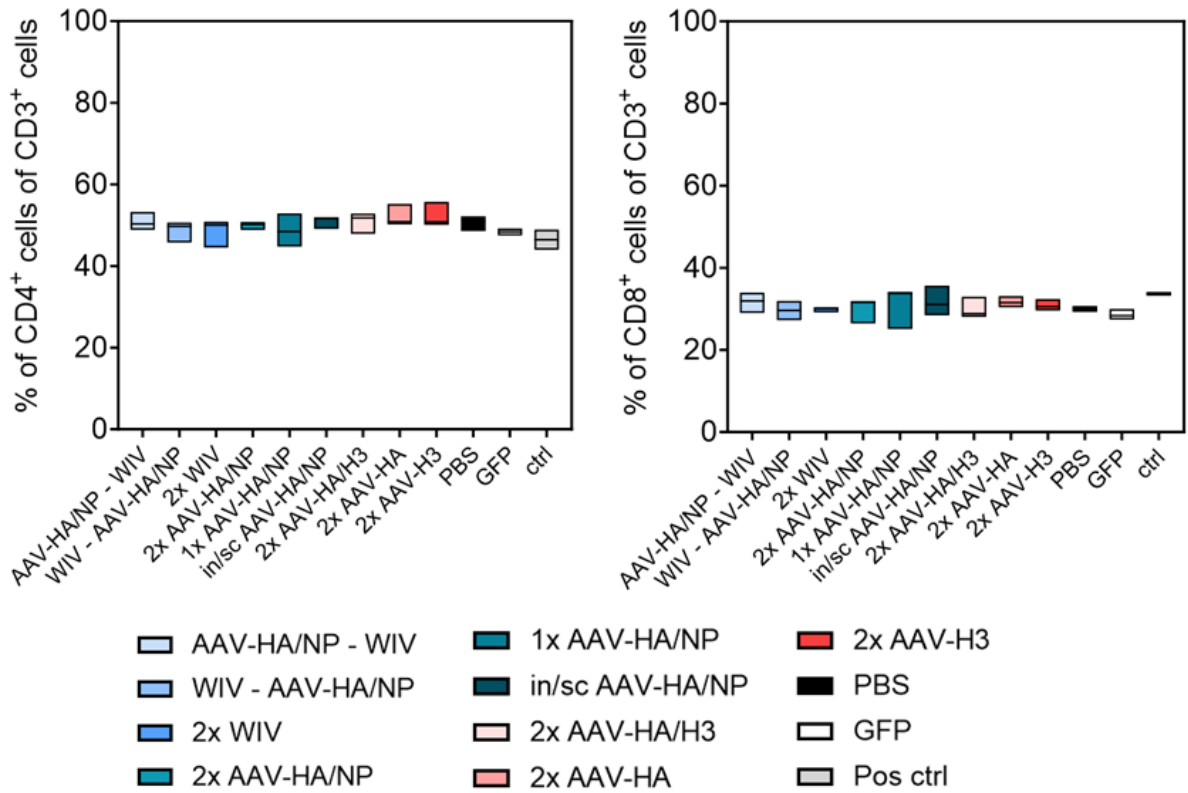 % of CD4+ cells of CD3+ cells
100
80
60
40
20
0
AAV-HA/NP - WIV
WIV - AAV-HA/NP
2x WIV
2x AAV-HA/NP
1x AAV-HA/NP
in/sc AAV-HA/NP
2x AAV-HA/H3
2x AAV-HA
2x AAV-H3
PBS
GFP
ctrl
% of CD8+ cells of CD3+ cells
100
80
60
40
20
0
AAV-HA/NP - WIV
WIV - AAV-HA/NP
2x WIV
2x AAV-HA/NP
1x AAV-HA/NP
in/sc AAV-HA/NP
2x AAV-HA/H3
2x AAV-HA
2x AAV-H3
PBS
GFP
ctrl
AAV-HA/NP - WIV
WIV - AAV-HA/NP
2x WIV
2x AAV-HA/NP
1x AAV-HA/NP
in/sc AAV-HA/NP
2x AAV-HA/H3
2x AAV-HA
2x AAV-H3
PBS
GFP
Pos ctrl